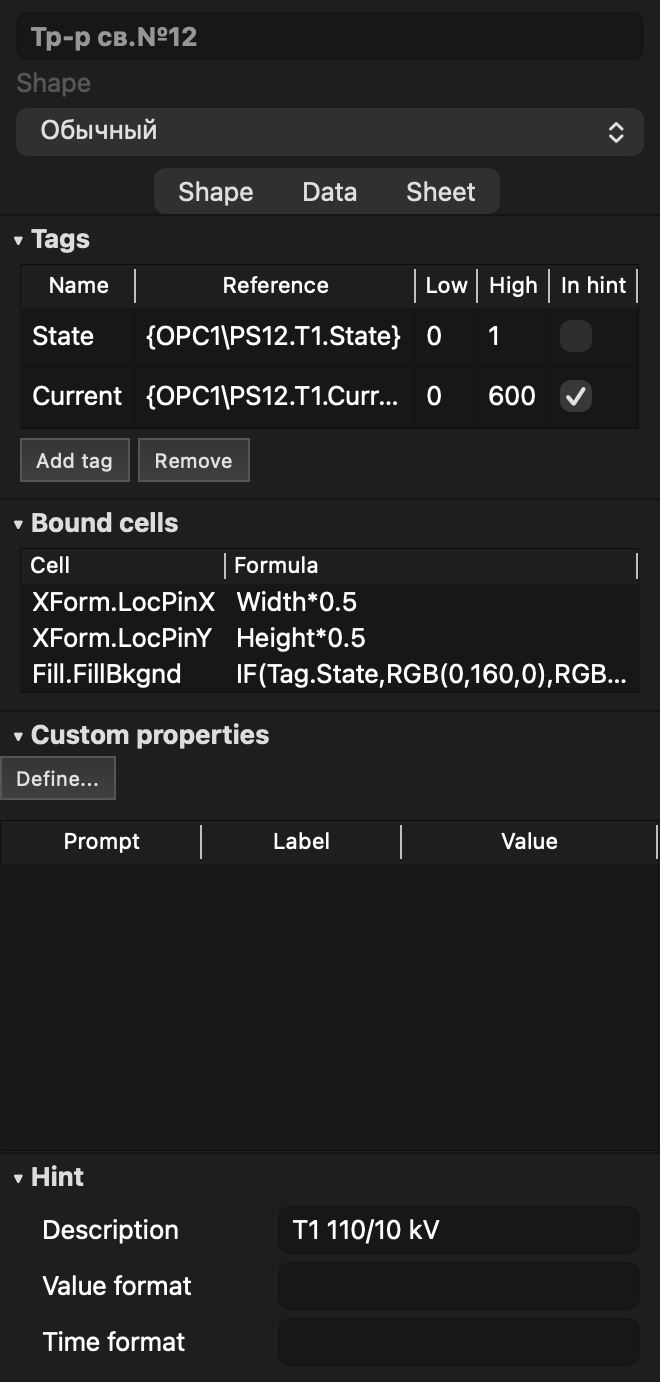 Тр-р св.№12
Shape
Обычный
Shape Data Sheet
Tags
Name Reference Low High In hint
State {OPC1\PS12.T1.State} 0 1
Current {OPC1\PS12.T1.Curr... 0 600
Add tag Remove
Bound cells
Cell Formula
XForm.LocPinX Width*0.5
XForm.LocPinY Height*0.5
Fill.FillBkgnd IF(Tag.State,RGB(0,160,0),RGB...
Custom properties
Define...
Prompt Label Value
Hint
Description T1 110/10 kV
Value format
Time format